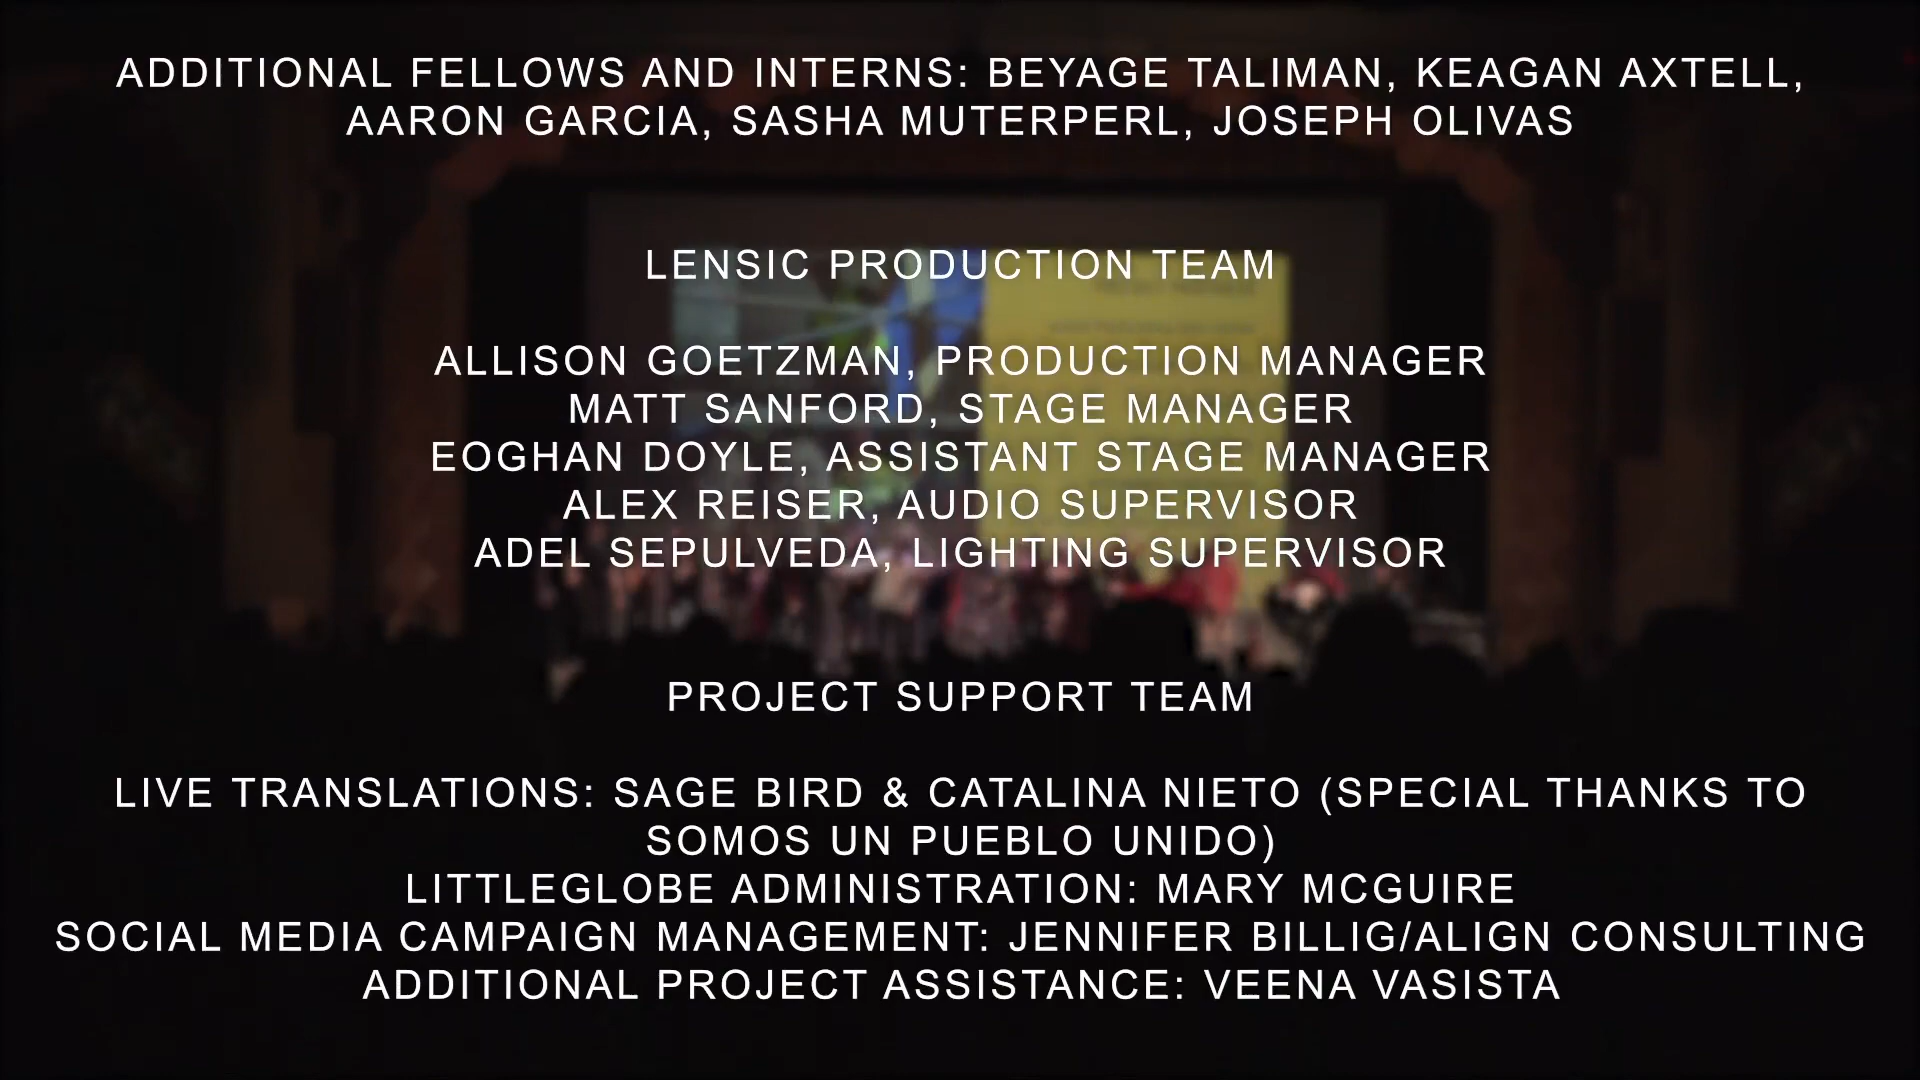 ADDITIONAL FELLOWS AND INTERNS: BEYAGE TALIMAN, KEAGAN AXTELL,
AARON GARCIA, SASHA MUTERPERL, JOSEPH OLIVAS
LENSIC PRODUCTION TEAM
ALLISON GOETZMAN, PRODUCTION MANAGER
MATT SANFORD, STAGE MANAGER
EOGHAN DOYLE, ASSISTANT STAGE MANAGER
ALEX REISER, AUDIO SUPERVISOR
ADEL SEPULVEDA, LIGHTING SUPERVISOR
PROJECT SUPPORT TEAM
LIVE TRANSLATIONS: SAGE BIRD & CATALINA NIETO (SPECIAL THANKS TO
SOMOS UN PUEBLO UNIDO)
LITTLEGLOBE ADMINISTRATION: MARY MCGUIRE
SOCIAL MEDIA CAMPAIGN MANAGEMENT: JENNIFER BILLIG/ALIGN CONSULTING
ADDITIONAL PROJECT ASSISTANCE: VEENA VASISTA